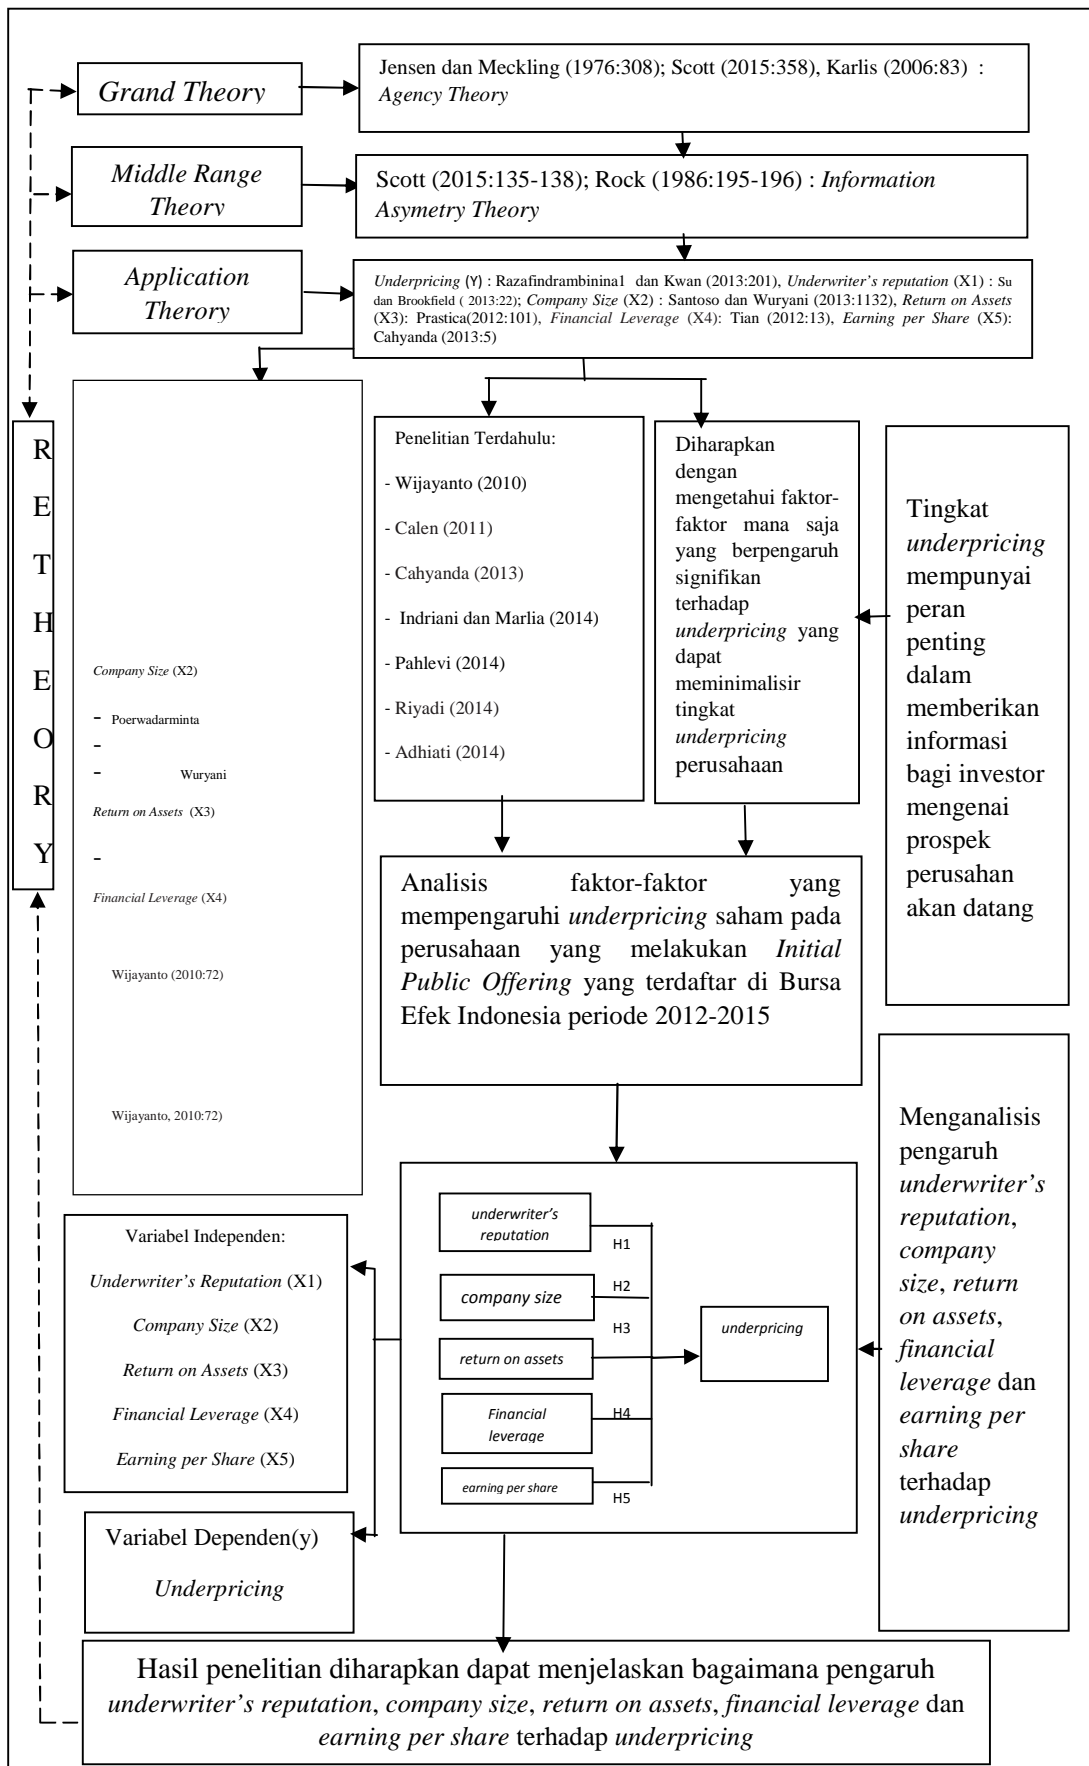 Grand Theory
Jensen dan Meckling (1976:308); Scott (2015:358), Karlis (2006:83) :
Agency Theory
Middle Range
Theory
Scott (2015:135-138); Rock (1986:195-196) : Information
Asymetry Theory
Application
Therory
Underpricing (Y) : Razafindrambinina1 dan Kwan (2013:201), Underwriter's reputation (X1) : Su
dan Brookfield ( 2013:22); Company Size (X2) : Santoso dan Wuryani (2013:1132), Return on Assets
(X3): Prastica(2012:101), Financial Leverage (X4): Tian (2012:13), Earning per Share (X5):
Cahyanda (2013:5)
R
E
T
H
E
O
R
Y
Company Size (X2)
- Poerwadarminta
-
- Wuryani
Return on Assets (X3)
-
Financial Leverage (X4)
Wijayanto (2010:72)
Wijayanto, 2010:72)
Penelitian Terdahulu:
- Wijayanto (2010)
- Calen (2011)
- Cahyanda (2013)
- Indriani dan Marlia (2014)
- Pahlevi (2014)
- Riyadi (2014)
- Adhiati (2014)
Diharapkan
dengan
mengetahui faktor-
faktor mana saja
yang berpengaruh
signifikan
terhadap
underpricing yang
dapat
meminimalisir
tingkat
underpricing
perusahaan
Tingkat
underpricing
mempunyai
peran
penting
dalam
memberikan
informasi
bagi investor
mengenai
prospek
perusahan
akan datang
Analisis faktor-faktor yang
mempengaruhi underpricing saham pada
perusahaan yang melakukan Initial
Public Offering yang terdaftar di Bursa
Efek Indonesia periode 2012-2015
Menganalisis
pengaruh
underwriter's
reputation,
company
size, return
on assets,
financial
leverage dan
earning per
share
terhadap
underpricing
underwriter's
reputation
H1
company size
H2
H3
return on assets
Financial
leverage
H4
earning per share
H5
underpricing
Variabel Independen:
Underwriter's Reputation (X1)
Company Size (X2)
Return on Assets (X3)
Financial Leverage (X4)
Earning per Share (X5)
Variabel Dependen(y)
Underpricing
Hasil penelitian diharapkan dapat menjelaskan bagaimana pengaruh
underwriter's reputation, company size, return on assets, financial leverage dan
earning per share terhadap underpricing